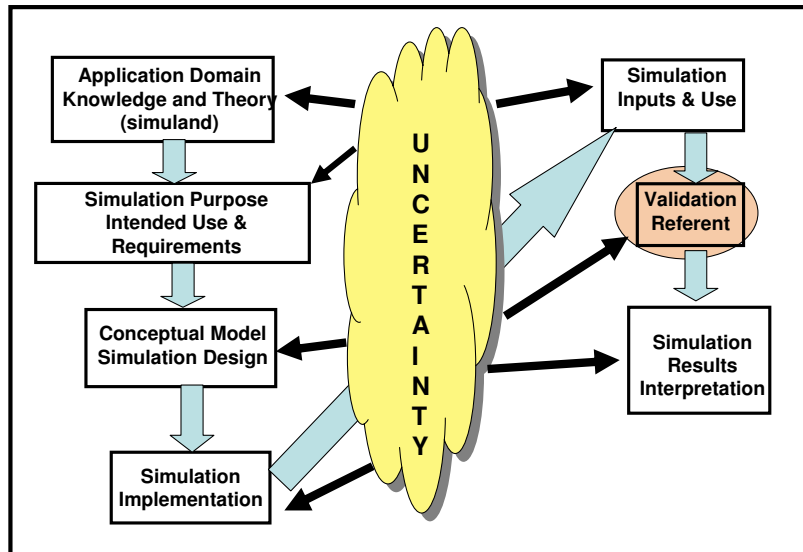 Application Domain
Knowledge and Theory
(simuland)
Simulation Purpose
Intended Use &
Requirements
Conceptual Model
Simulation Design
Simulation
Implementation
UNCERTAINTY
Simulation
Inputs & Use
Validation
Referent
Simulation
Results
Interpretation